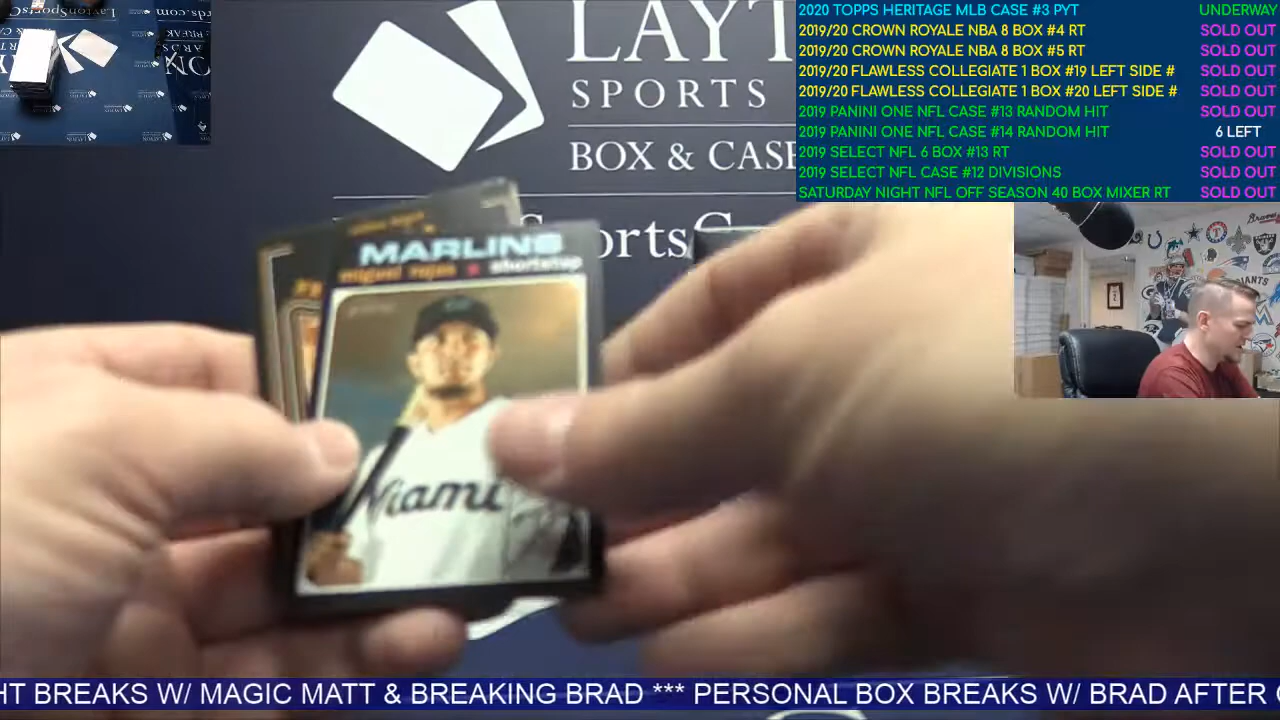 LAYT
SPORTS
BOX & CASE
ortsC
2020 TOPPS HERITAGE MLB CASE #3 PYT UNDERWAY
2019/20 CROWN ROYALE NBA 8 BOX #4 RT SOLD OUT
2019/20 CROWN ROYALE NBA 8 BOX #5 RT SOLD OUT
2019/20 FLAWLESS COLLEGIATE 1 BOX #19 LEFT SIDE # SOLD OUT
2019/20 FLAWLESS COLLEGIATE 1 BOX #20 LEFT SIDE # SOLD OUT
2019 PANINI ONE NFL CASE #13 RANDOM HIT SOLD OUT
2019 PANINI ONE NFL CASE #14 RANDOM HIT 6 LEFT
2019 SELECT NFL 6 BOX #13 RT SOLD OUT
2019 SELECT NFL CASE #12 DIVISIONS SOLD OUT
SATURDAY NIGHT NFL OFF SEASON 40 BOX MIXER RT SOLD OUT
MARLINS
miguel rojas shortstop
Miami
HT BREAKS W/ MAGIC MATT & BREAKING BRAD *** PERSONAL BOX BREAKS W/ BRAD AFTER